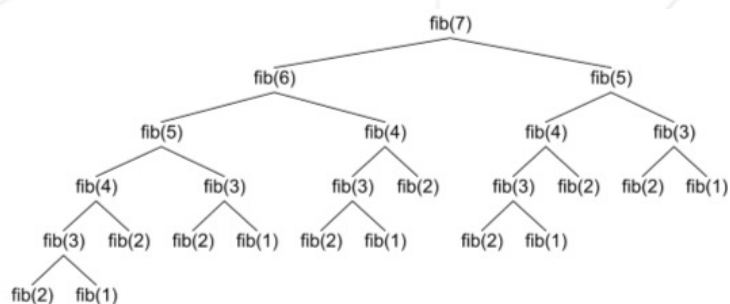 fib(7)
fib(6) fib(5)
fib(5) fib(4) fib(4) fib(3)
fib(4) fib(3) fib(3) fib(2) fib(3) fib(2) fib(2) fib(1)
fib(3) fib(2) fib(2) fib(1) fib(2) fib(1) fib(2) fib(1)
fib(2) fib(1)